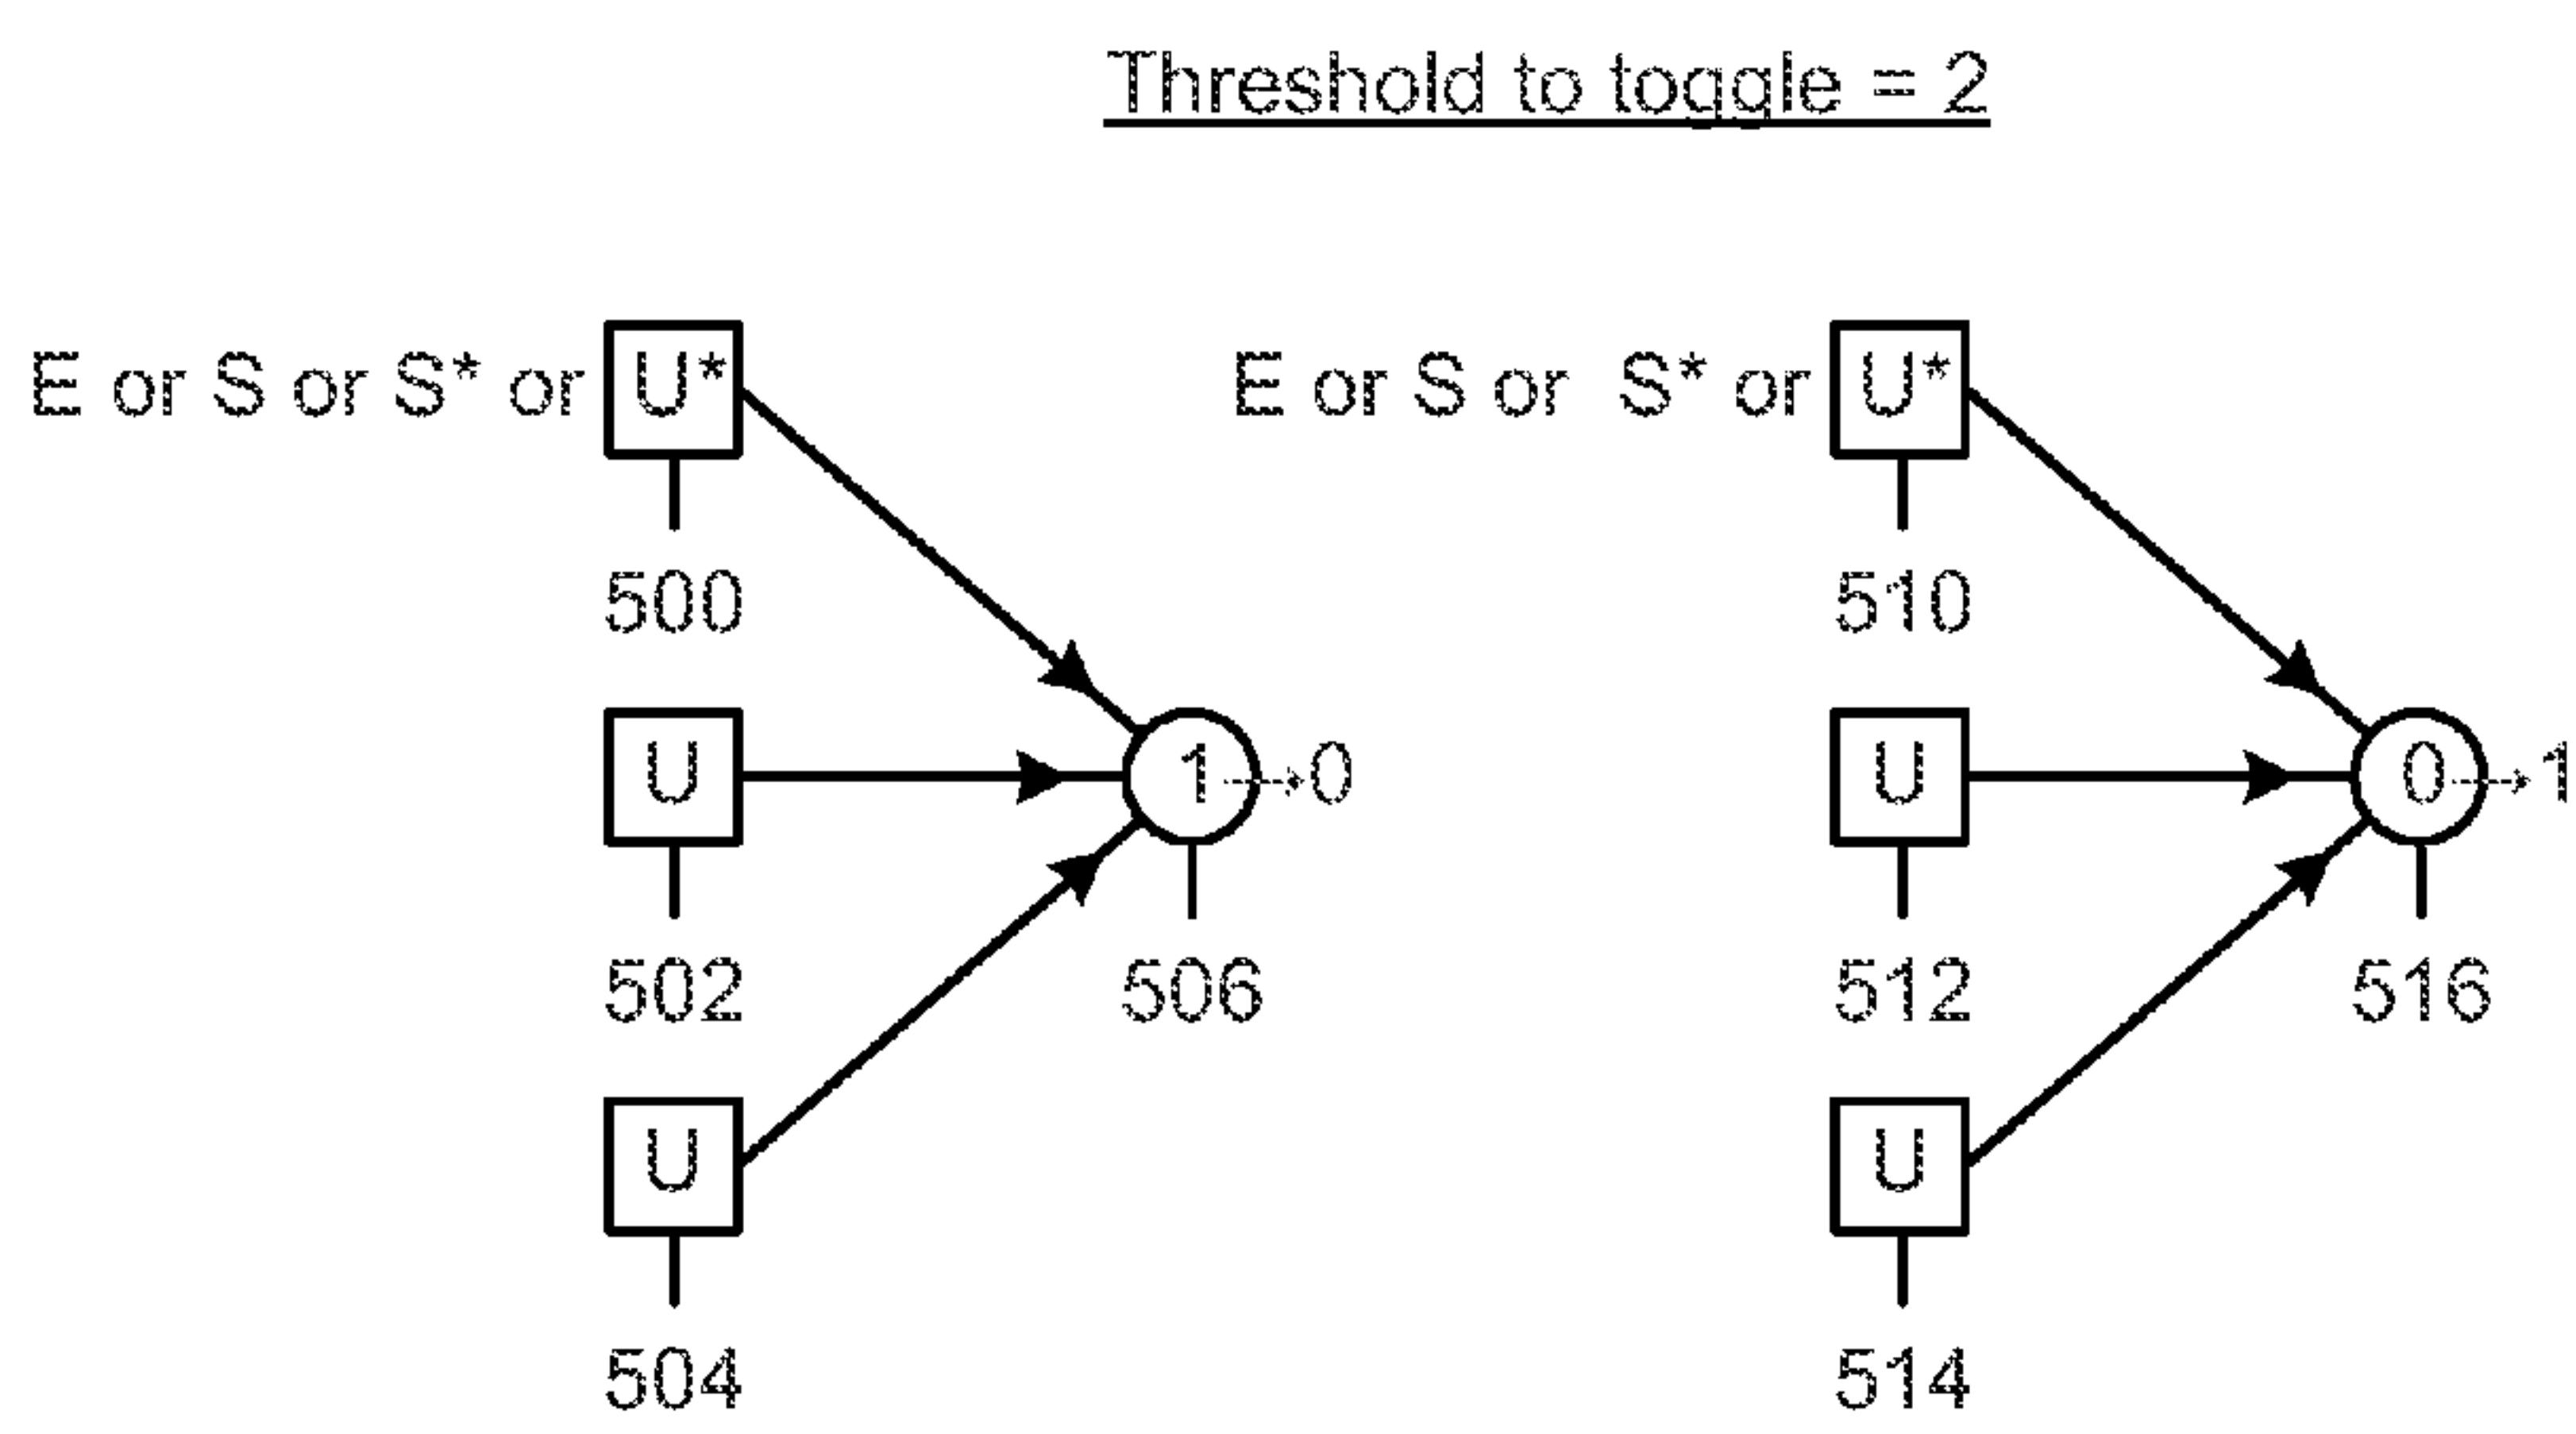 Threshold to toggle = 2
E or S or S* or U*
E or S or S* or U*
500
510
U
1→0
U
0→1
502
506
512
516
U
U
504
514